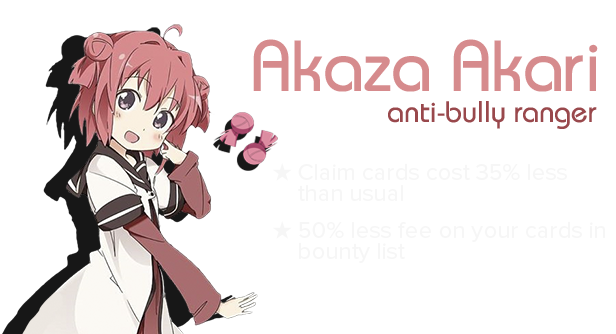 Akaza Akari
anti-bully ranger
★ Claim cards cost 35% less
than usual
★ 50% less fee on your cards in
bounty list